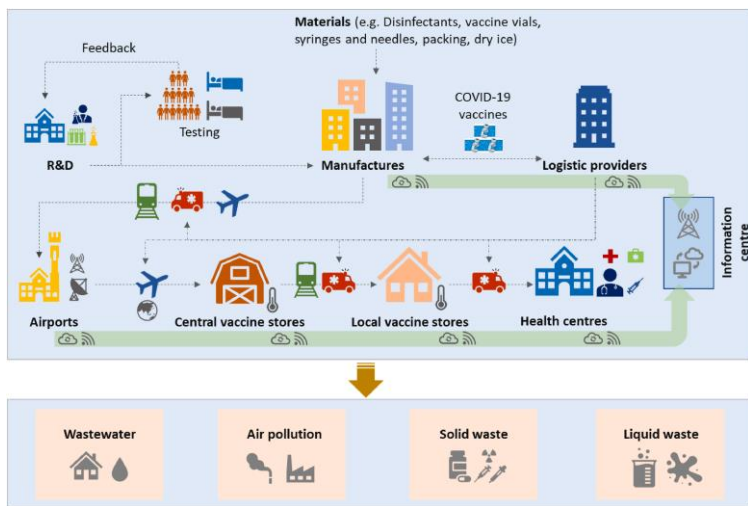 Materials (e.g. Disinfectants, vaccine vials,
syringes and needles, packing, dry ice)
Feedback
Testing
COVID-19
vaccines
R&D
Manufactures
Logistic providers
Information
centre
Airports
Central vaccine stores
Local vaccine stores
Health centres
Wastewater
Air pollution
Solid waste
Liquid waste